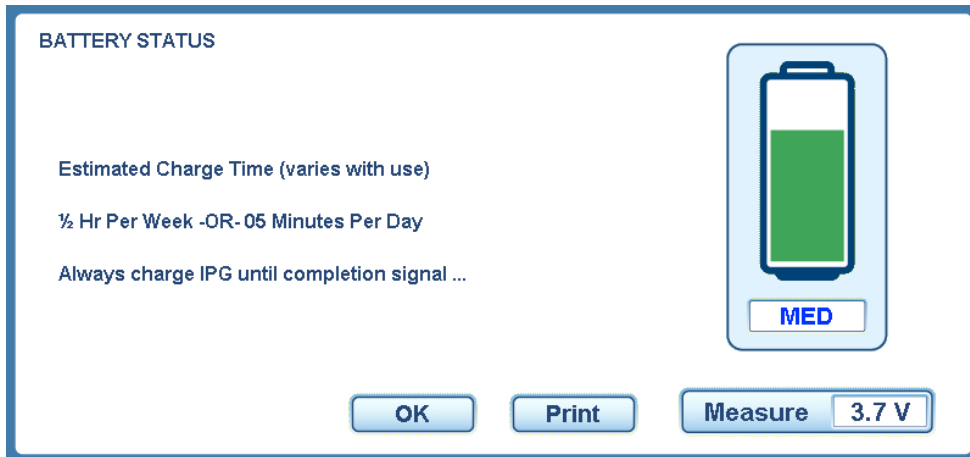 BATTERY STATUS
Estimated Charge Time (varies with use)
½ Hr Per Week -OR- 05 Minutes Per Day
Always charge IPG until completion signal ...
MED
OK
Print
Measure
3.7 V